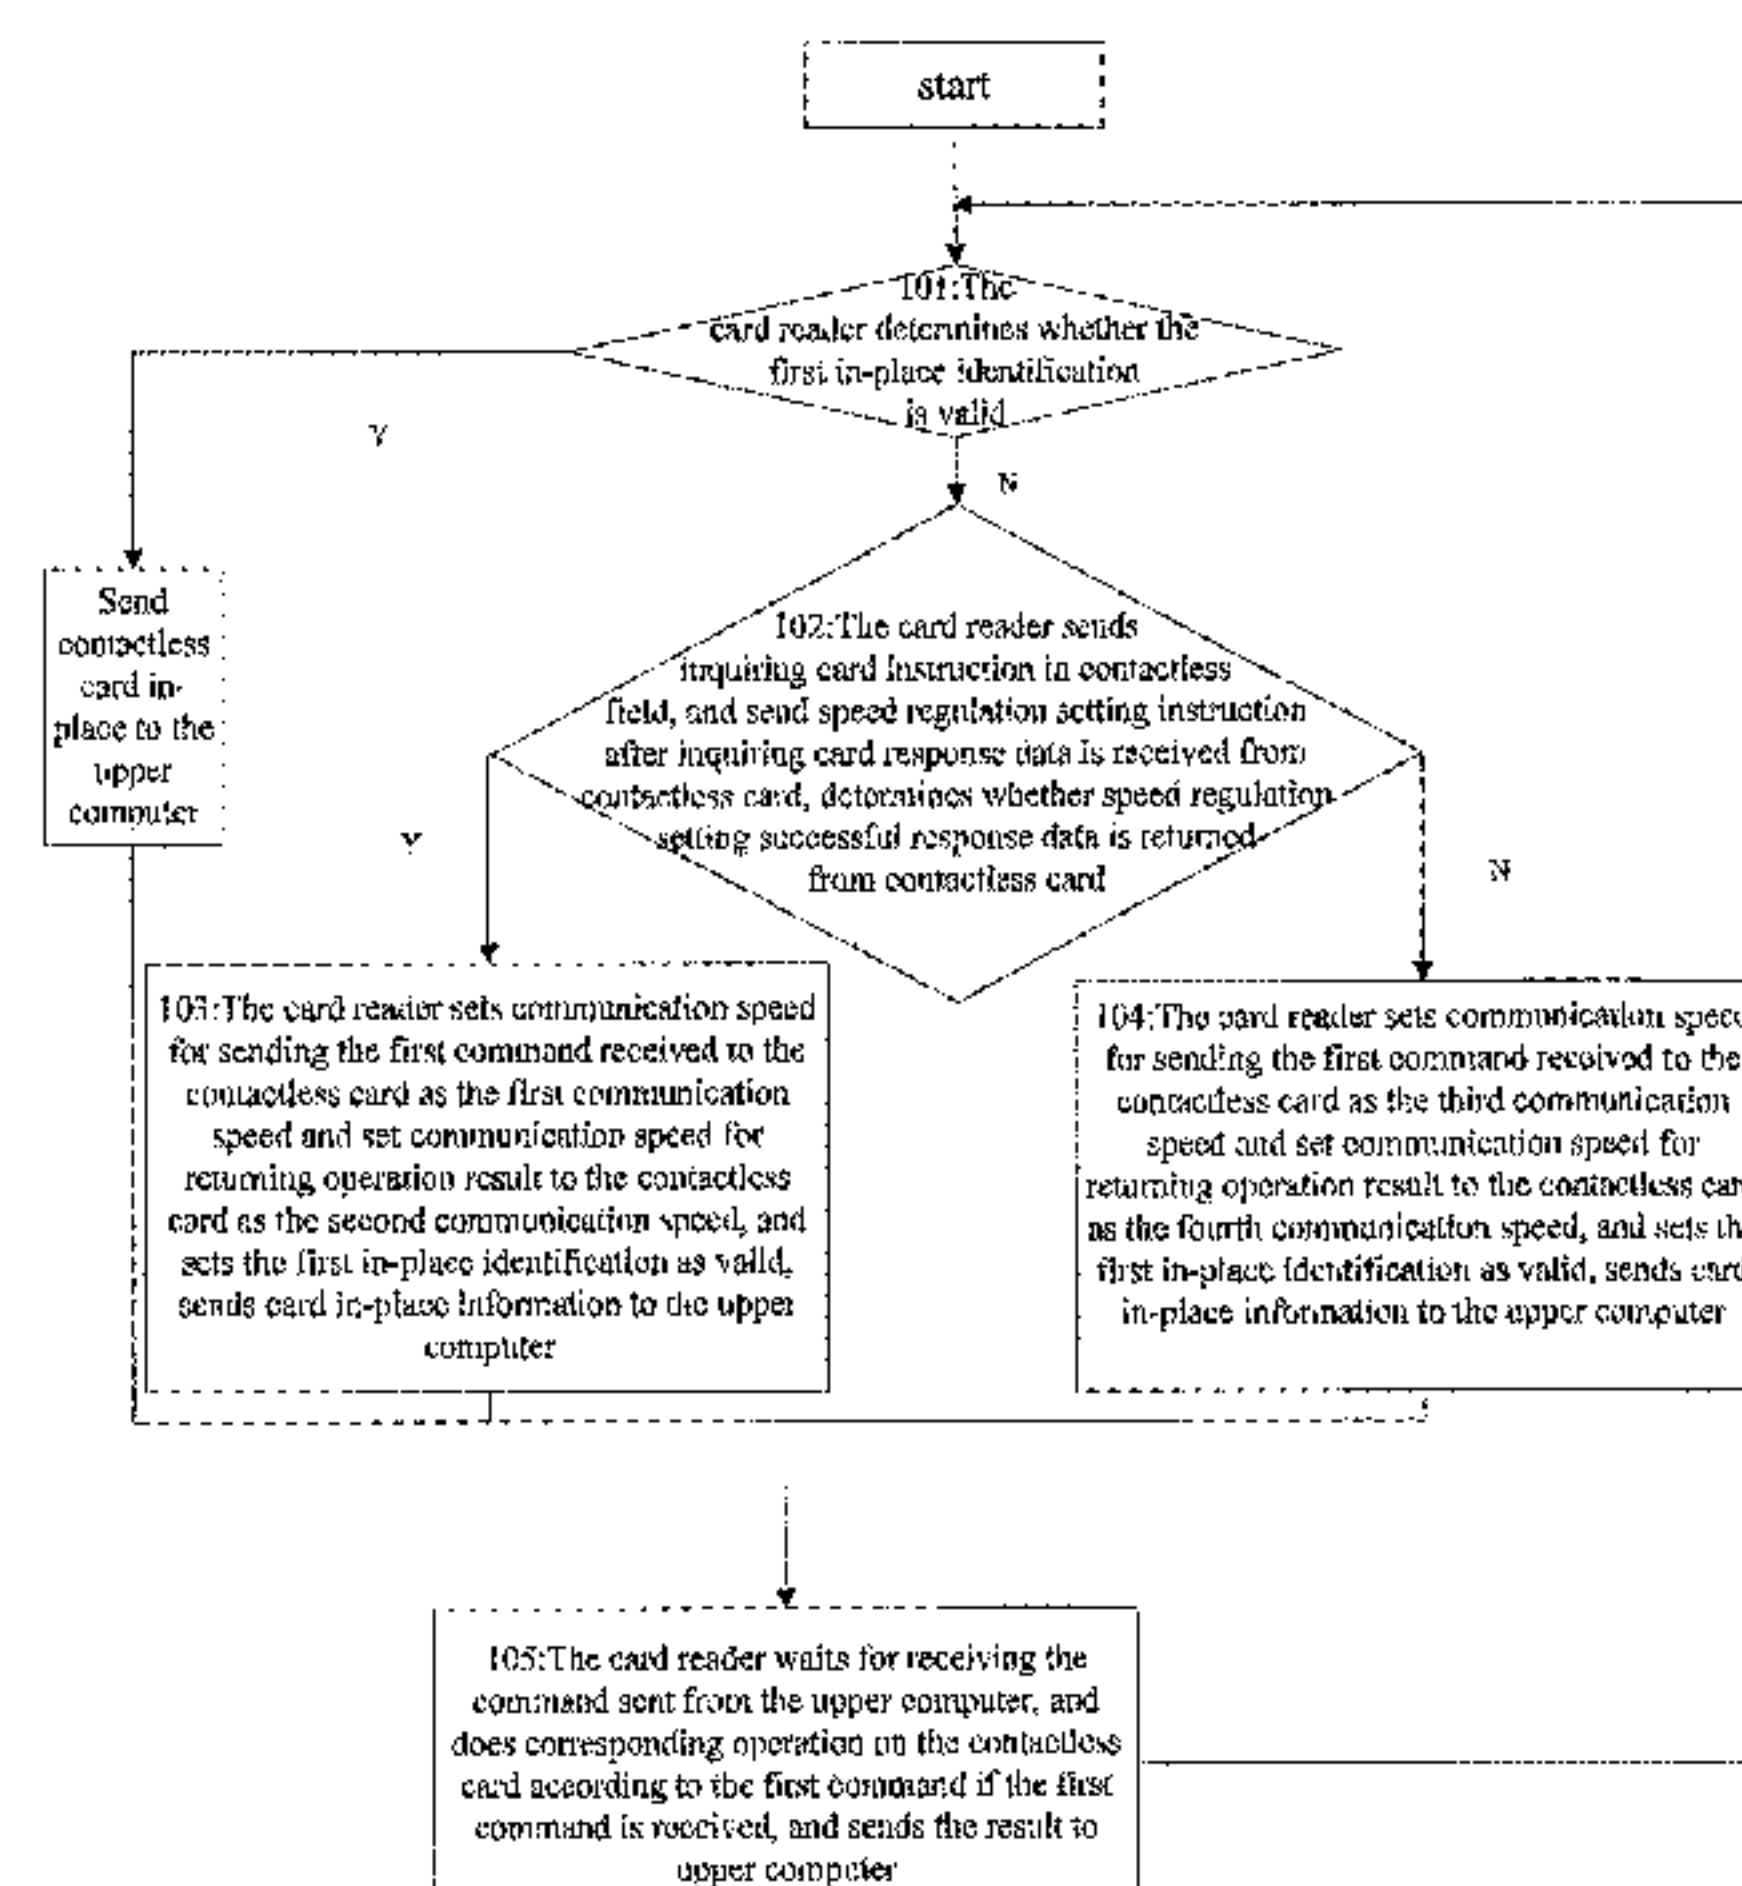 start
101:The
card reader determines whether the
first in-place identification
is valid
Y
N
Send
contactless
card in-
place to the
upper
computer
102:The card reader sends
inquiring card instruction in contactless
field, and send speed regulation setting instruction
after inquiring card response data is received from
contactless card, determines whether speed regulation
setting successful response data is returned
from contactless card
Y
N
103:The card reader sets communication speed
for sending the first command received to the
contactless card as the first communication
speed and set communication speed for
returning operation result to the contactless
card as the second communication speed, and
sets the first in-place identification as valid,
sends card in-place information to the upper
computer
104:The card reader sets communication speed
for sending the first command received to the
contactless card as the third communication
speed and set communication speed for
returning operation result to the contactless
as the fourth communication speed, and sets
first in-place identification as valid, sends card
in-place information to the upper computer
105:The card reader waits for receiving the
command sent from the upper computer, and
does corresponding operation on the contactless
card according to the first command if the first
command is received, and sends the result to
upper computer